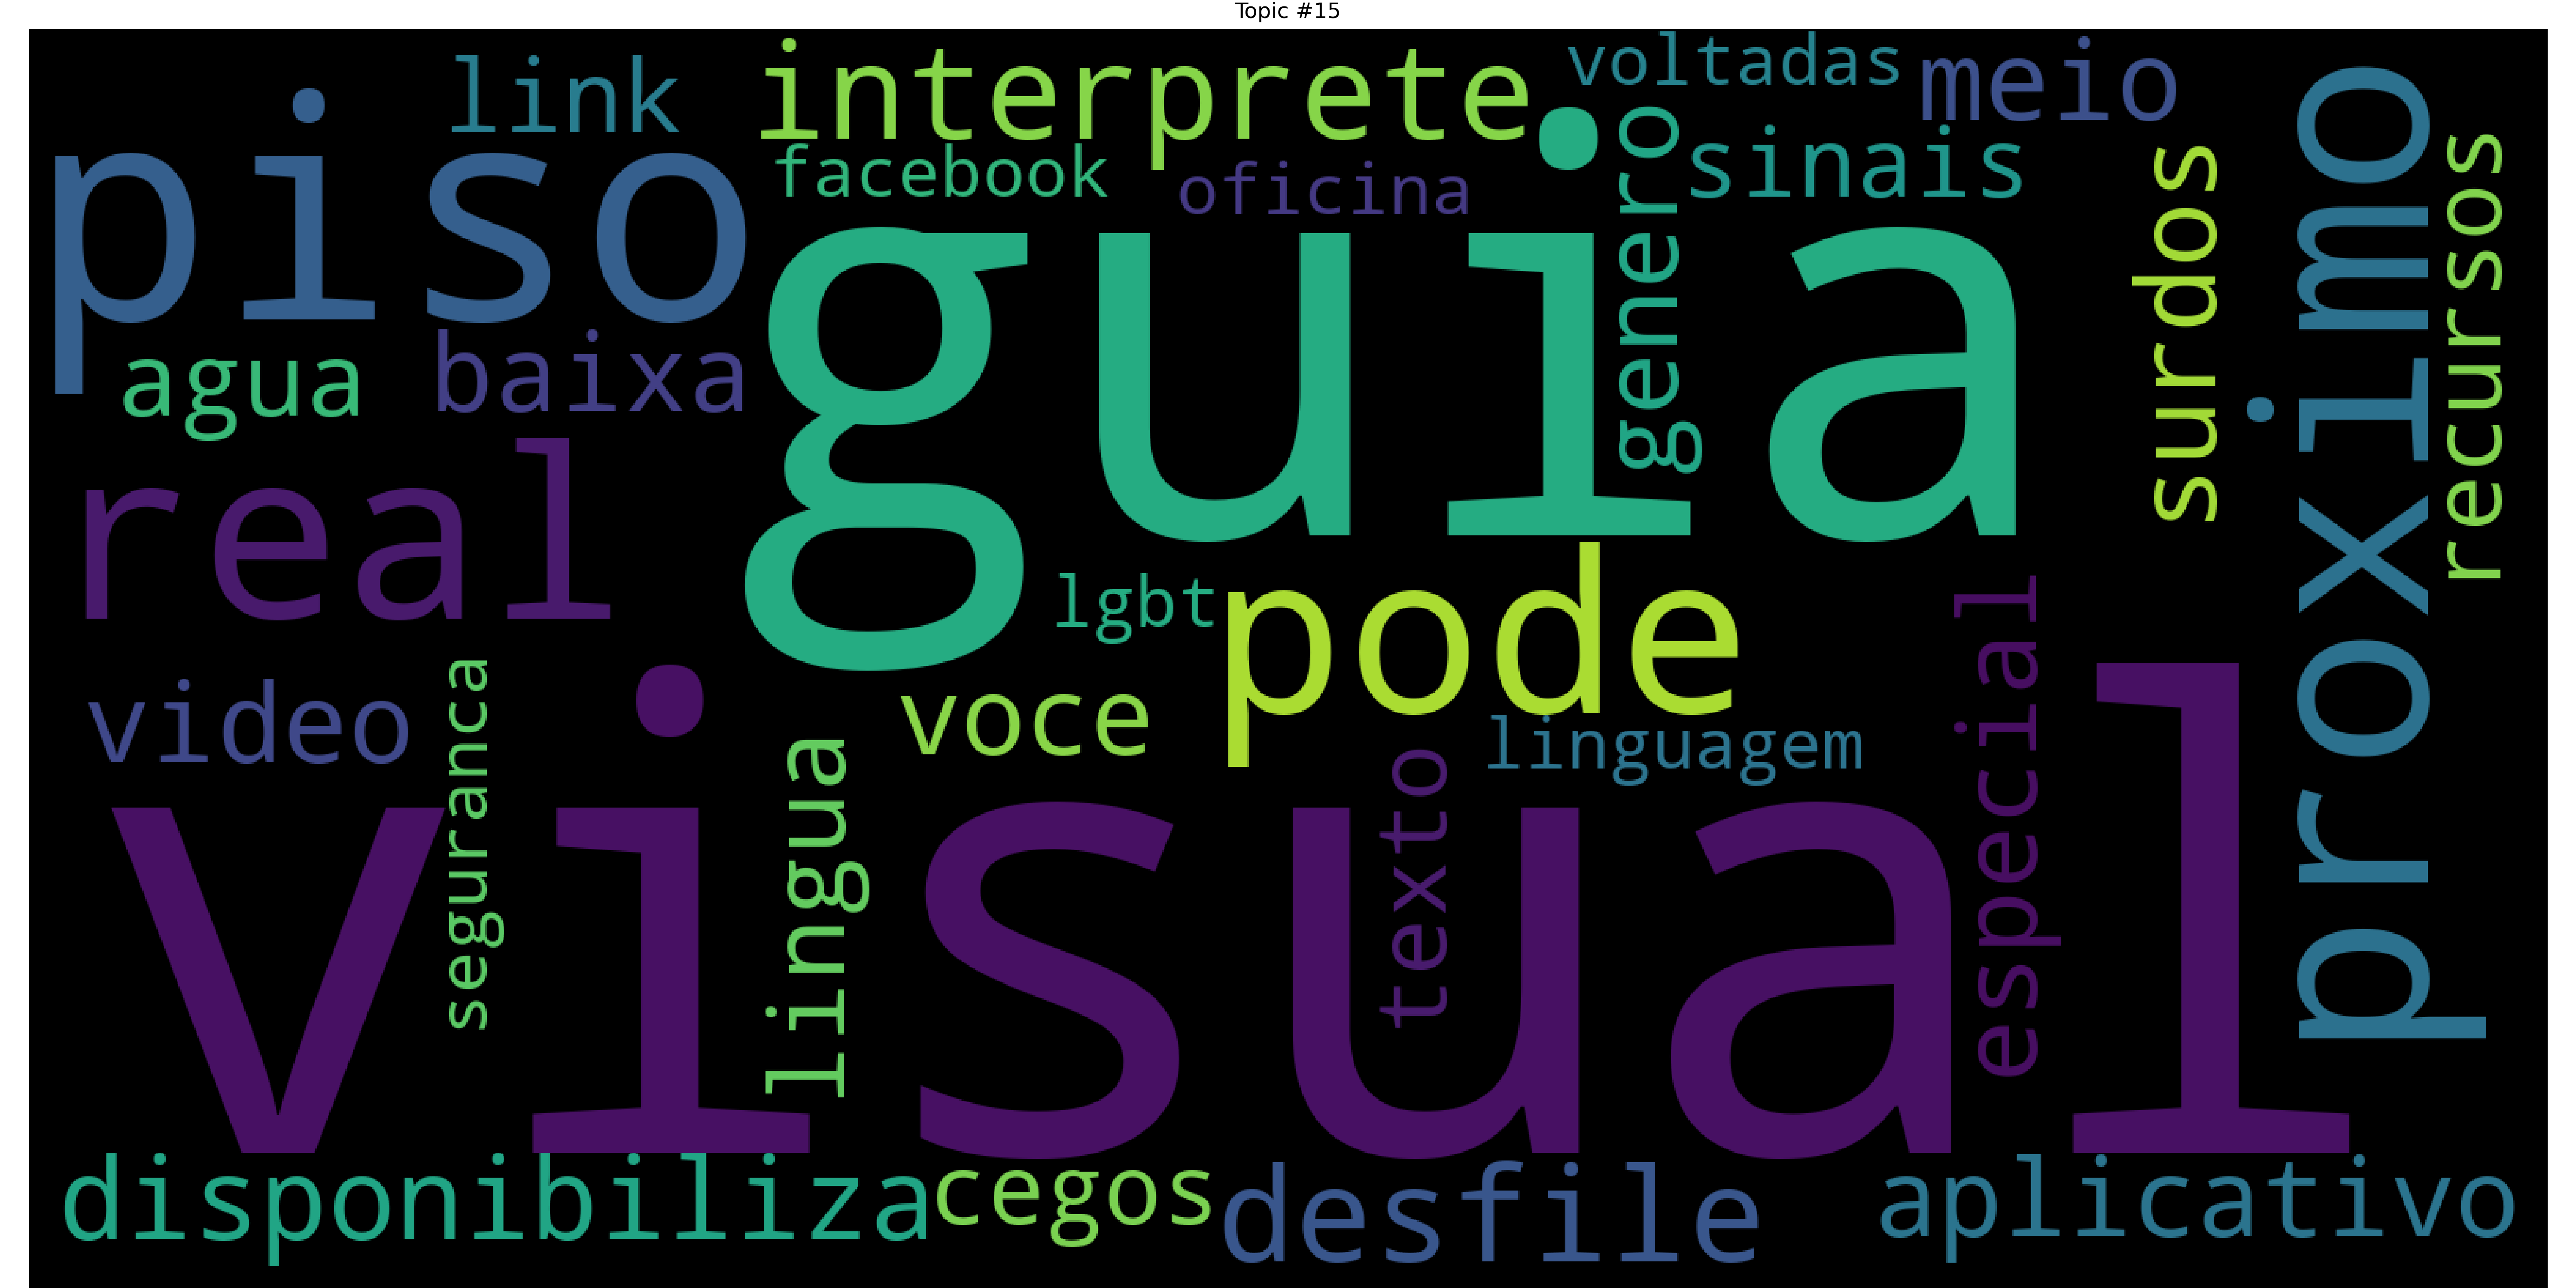 Topic #15
link
interprete
voltadas
meio
piso
facebook
oficina
sinais
genero
surdos
proximo
recursos
guia
agua
baixa
real
lgbt
pode
especial
video
seguranca
voce
lingua
linguagem
texto
visual
disponibiliza
cegos
desfile
aplicativo